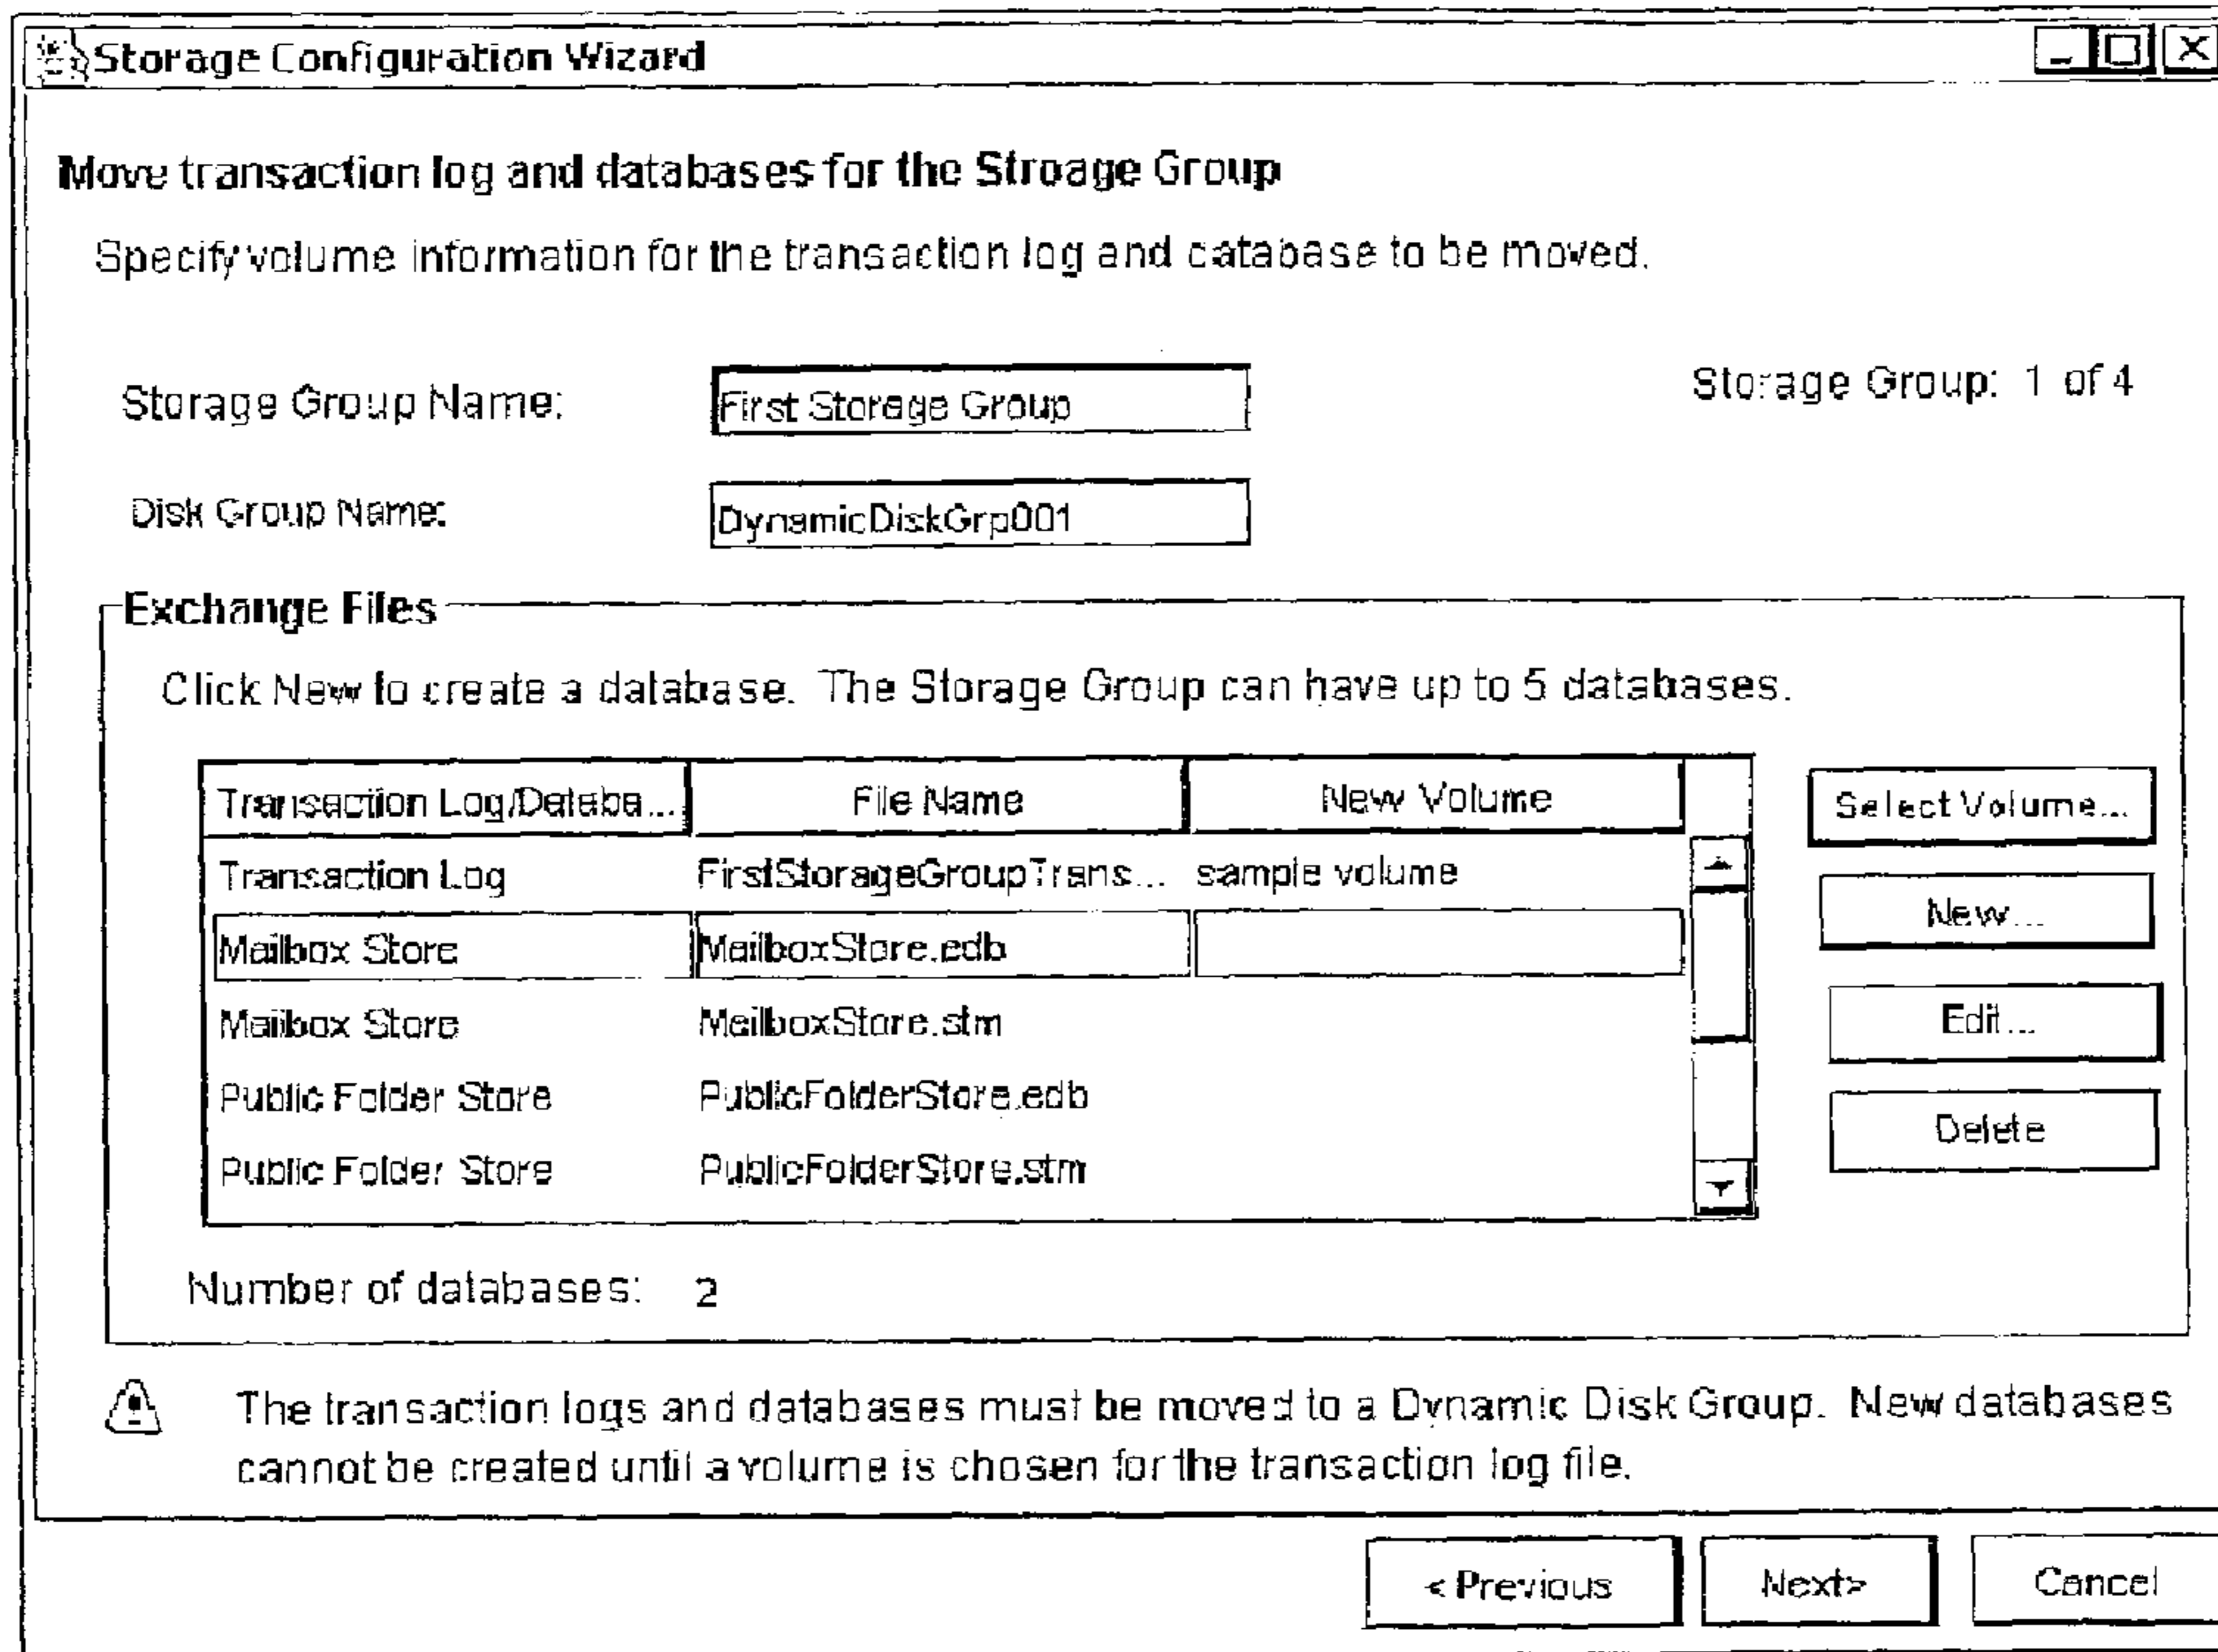 Storage Configuration Wizard
Move transaction log and databases for the Stroage Group
Specify volume information for the transaction log and catabase to be moved.
Storage Group Name: First Storage Group Storage Group: 1 of 4
Disk Group Name: DynamicDiskGrp001
Exchange Files
Click New to create a database. The Storage Group can have up to 5 databases.
Transaction Log/Databa... File Name New Volume Select Volume...
Transaction Log FirstStorageGroupTrans... sample volume
New...
Mailbox Store MailboxStore.edb
Mailbox Store MailboxStore.stm Edit...
Public Folder Store PublicFolderStore.edb
Delete
Public Folder Store PublicFolderStore.stm
Number of databases: 2
The transaction logs and databases must be moved to a Dynamic Disk Group. New databases
cannot be created until a volume is chosen for the transaction log file.
< Previous Next> Cancel